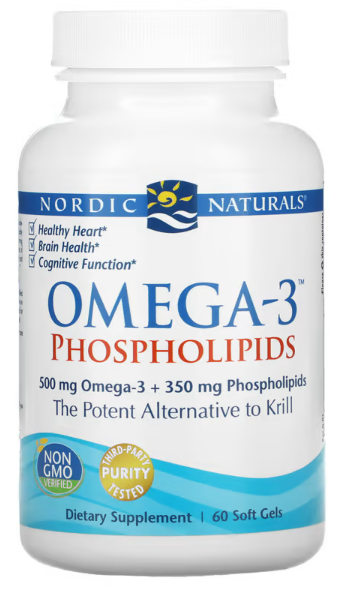 NORDIC NATURALS®
Healthy Heart*
Brain Health*
Cognitive Function*
OMEGA-3™
PHOSPHOLIPIDS
500 mg Omega-3 + 350 mg Phospholipids
The Potent Alternative to Krill
NON
GMO
VERIFIED
THIRD-PARTY
PURITY
TESTED
Dietary Supplement | 60 Soft Gels